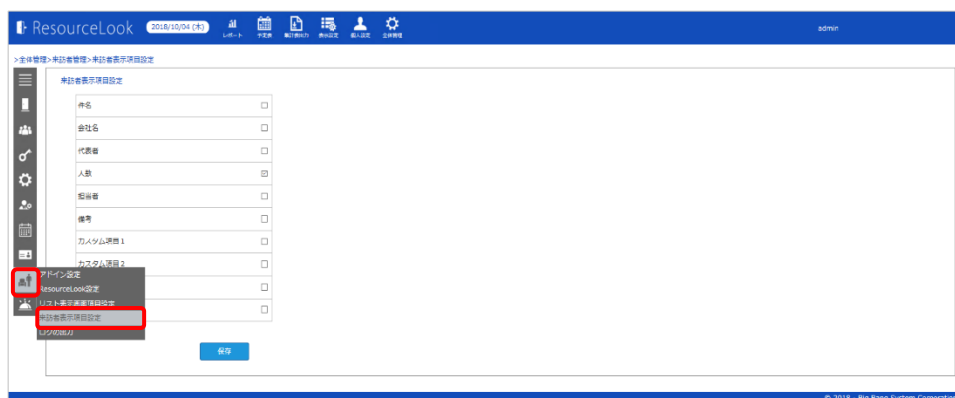 ResourceLook 2018/10/04 (木) レポート 予定表 集計表出力 表示設定 個人設定 全体管理 admin
>全体管理>来訪者管理>来訪者表示項目設定
来訪者表示項目設定
件名
会社名
代表者
人数
担当者
備考
カスタム項目1
カスタム項目2
アドイン設定
ResourceLook設定
リスト表示画面項目設定
来訪者表示項目設定
ログの出力
保存
© 2018 - Big Bang System Corporation